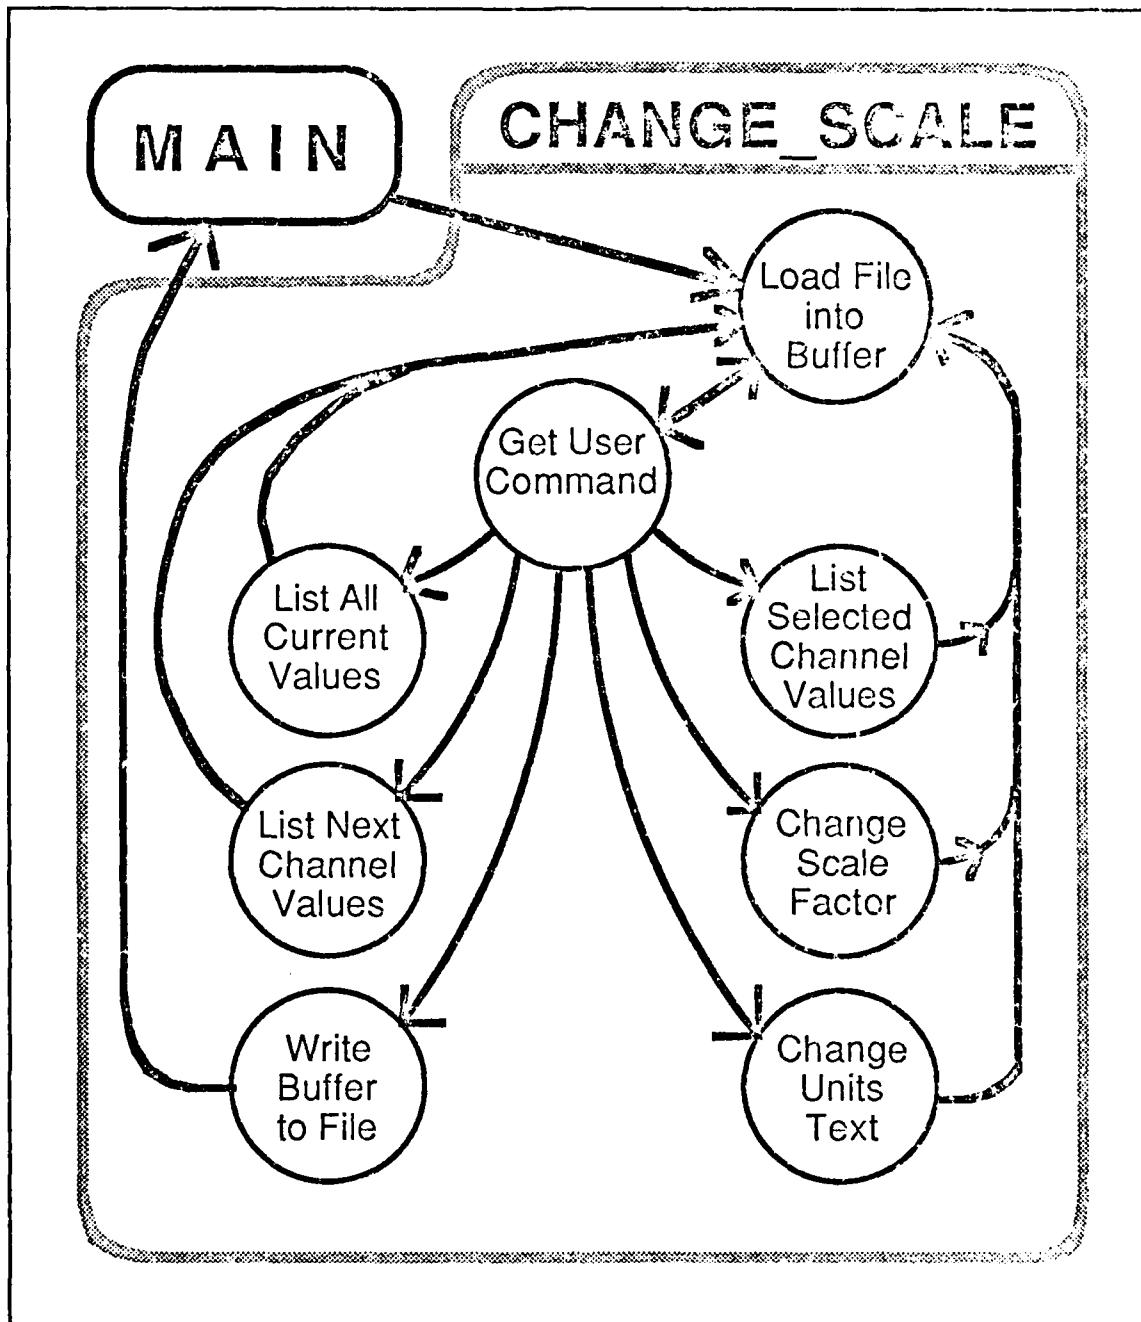 MAIN
CHANGE_SCALE
Load File
into
Buffer
Get User
Command
List All
Current
Values
List
Selected
Channel
Values
List Next
Channel
Values
Change
Scale
Factor
Write
Buffer
to File
Change
Units
Text